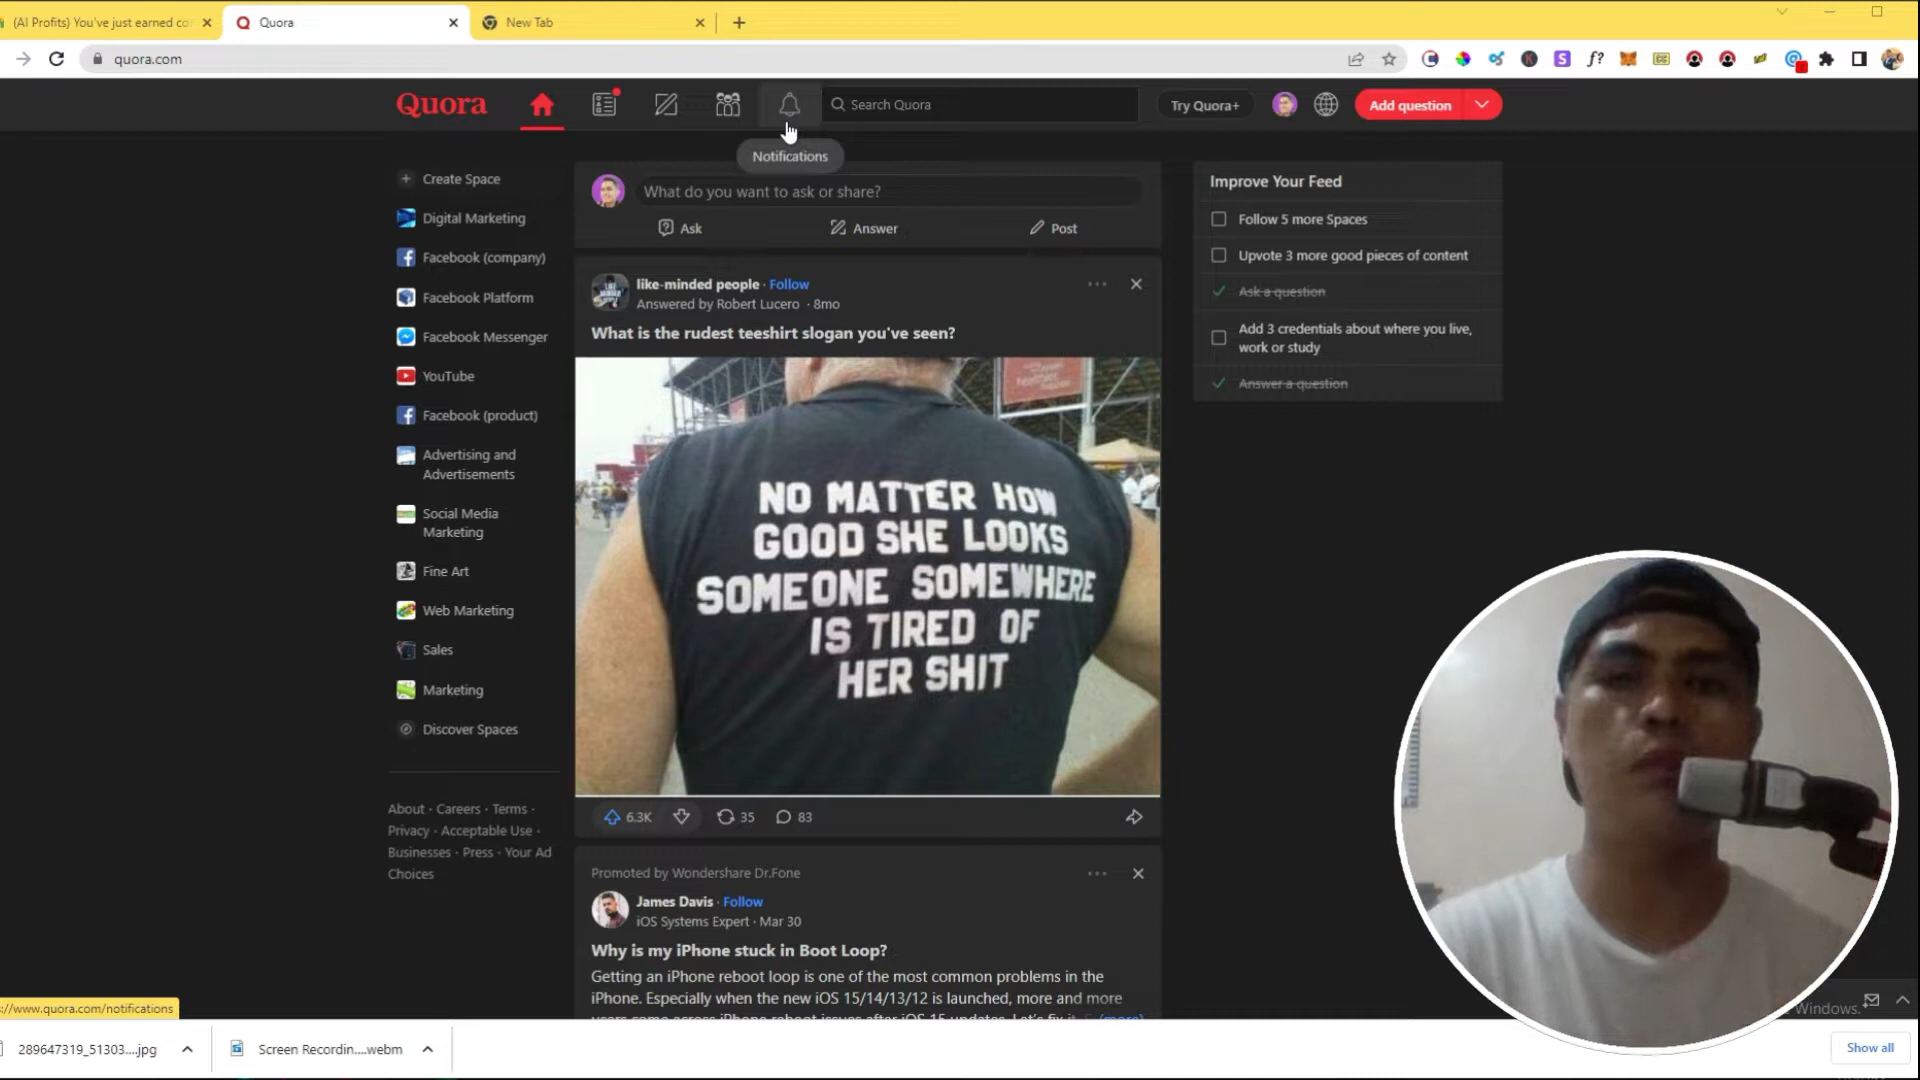 (AI Profits) You've just earned co
Quora
New Tab
quora.com
Quora
Search Quora
Try Quora+
Add question
Notifications
Create Space
Digital Marketing
Facebook (company)
Facebook Platform
Facebook Messenger
YouTube
Facebook (product)
Advertising and
Advertisements
Social Media
Marketing
Fine Art
Web Marketing
Sales
Marketing
Discover Spaces
About · Careers · Terms ·
Privacy · Acceptable Use ·
Businesses · Press · Your Ad
Choices
What do you want to ask or share?
Ask
Answer
Post
like-minded people · Follow
Answered by Robert Lucero · 8mo
What is the rudest teeshirt slogan you've seen?
NO MATTER HOW
GOOD SHE LOOKS
SOMEONE SOMEWHERE
IS TIRED OF
HER SHIT
6.3K
35
83
Promoted by Wondershare Dr.Fone
James Davis · Follow
iOS Systems Expert · Mar 30
Why is my iPhone stuck in Boot Loop?
Getting an iPhone reboot loop is one of the most common problems in the
iPhone. Especially when the new iOS 15/14/13/12 is launched, more and more
Improve Your Feed
Follow 5 more Spaces
Upvote 3 more good pieces of content
Ask a question
Add 3 credentials about where you live,
work or study
Answer a question
Windows.
://www.quora.com/notifications
289647319_51303....jpg
Screen Recordin....webm
Show all